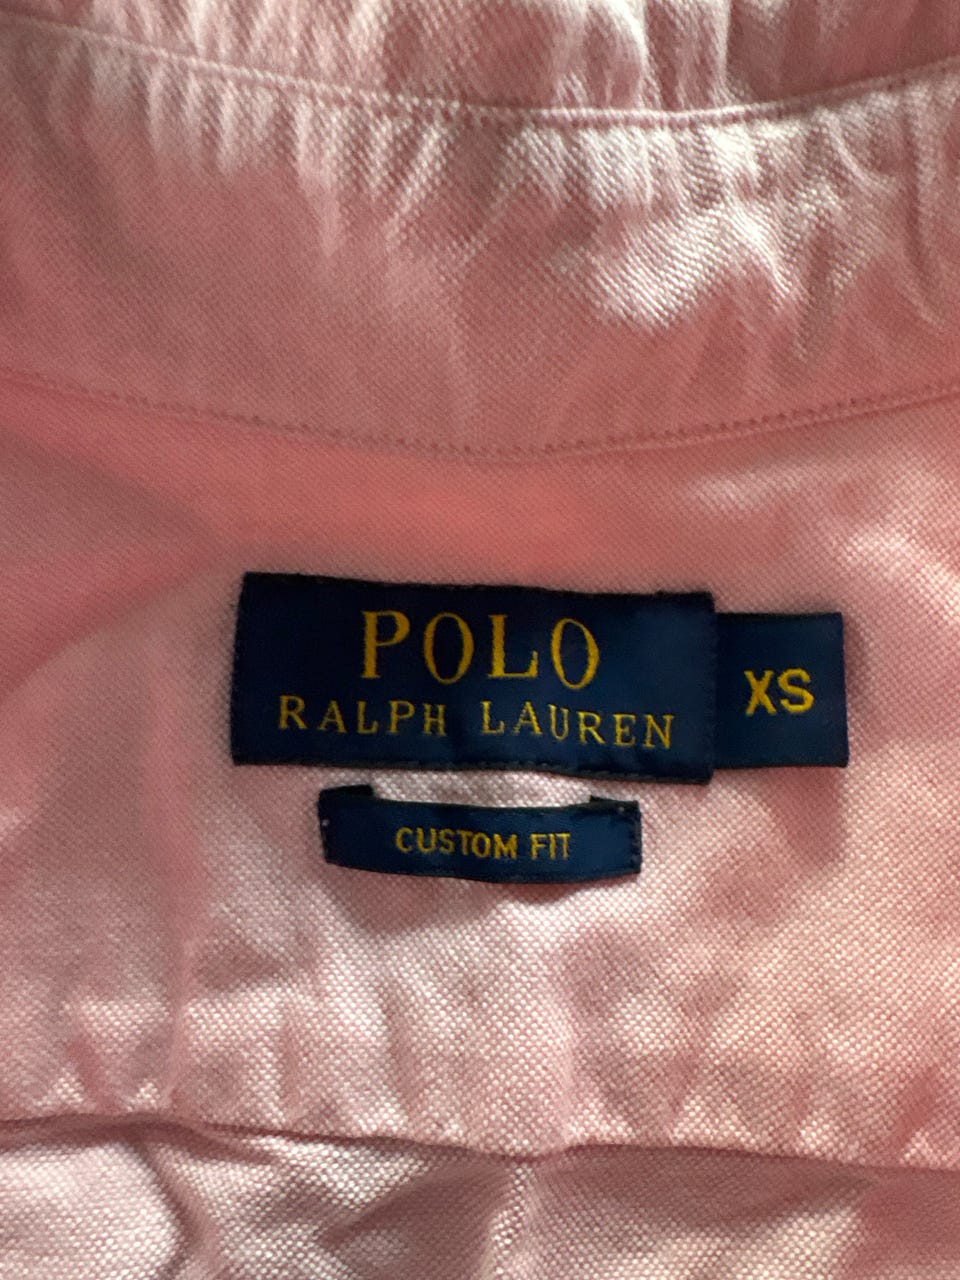 POLO
RALPH LAUREN
XS
CUSTOM FIT